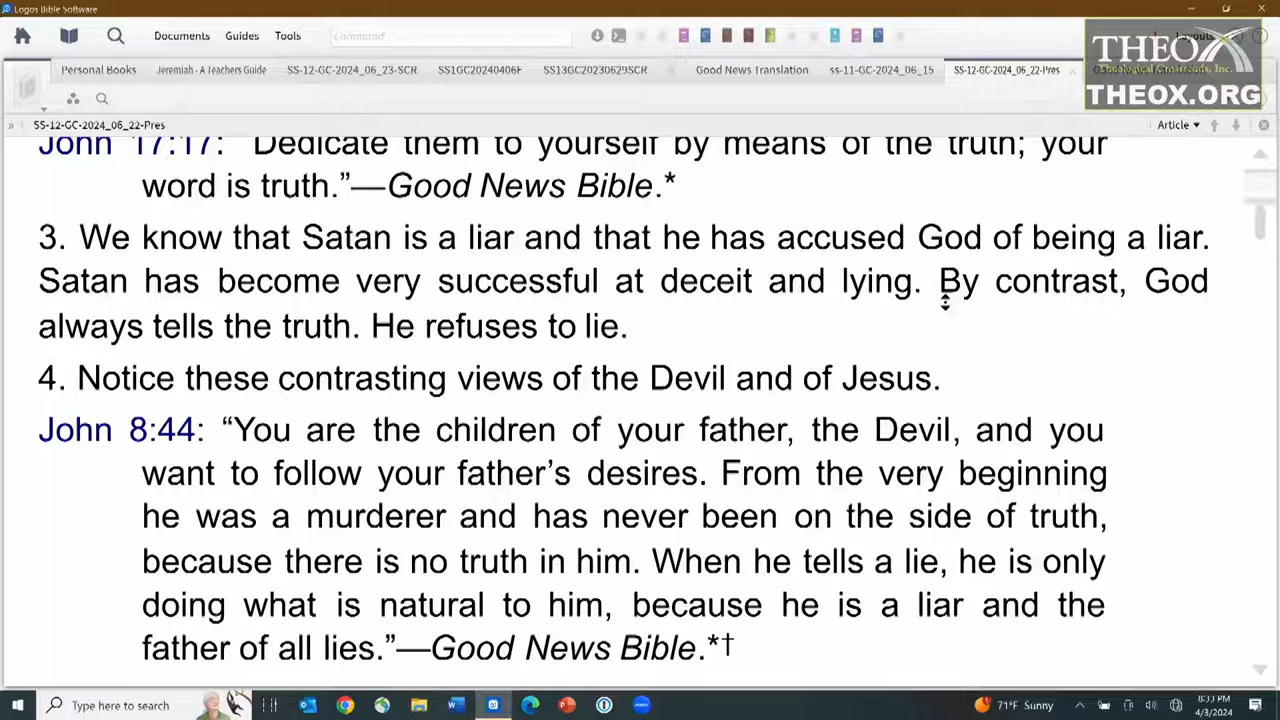 Logos Bible Software
Documents Guides Tools Command
THEOX
Theological Crossroads, Inc.
THEOX.ORG
Personal Books Jeremiah - A Teachers Guide SS13GC20230629SCR Good News Translation ss-11-GC-2024_06_15 SS-12-GC-2024_06_22-Pres
SS-12-GC-2024_06_22-Pres Article
John 17:17: “Dedicate them to yourself by means of the truth; your
word is truth.”—Good News Bible.*
3. We know that Satan is a liar and that he has accused God of being a liar.
Satan has become very successful at deceit and lying. By contrast, God
always tells the truth. He refuses to lie.
4. Notice these contrasting views of the Devil and of Jesus.
John 8:44: “You are the children of your father, the Devil, and you
want to follow your father’s desires. From the very beginning
he was a murderer and has never been on the side of truth,
because there is no truth in him. When he tells a lie, he is only
doing what is natural to him, because he is a liar and the
father of all lies.”—Good News Bible.*†
Type here to search 71°F Sunny 8:33 PM
4/3/2024